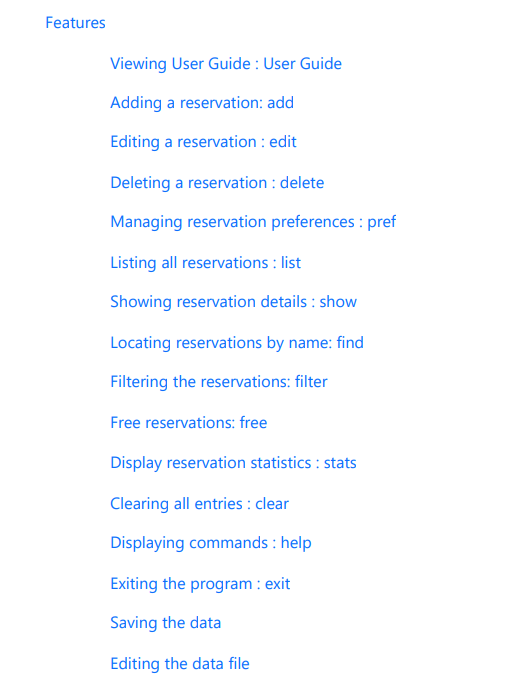 Features
Viewing User Guide : User Guide
Adding a reservation: add
Editing a reservation : edit
Deleting a reservation : delete
Managing reservation preferences : pref
Listing all reservations : list
Showing reservation details : show
Locating reservations by name: find
Filtering the reservations: filter
Free reservations: free
Display reservation statistics : stats
Clearing all entries : clear
Displaying commands : help
Exiting the program : exit
Saving the data
Editing the data file